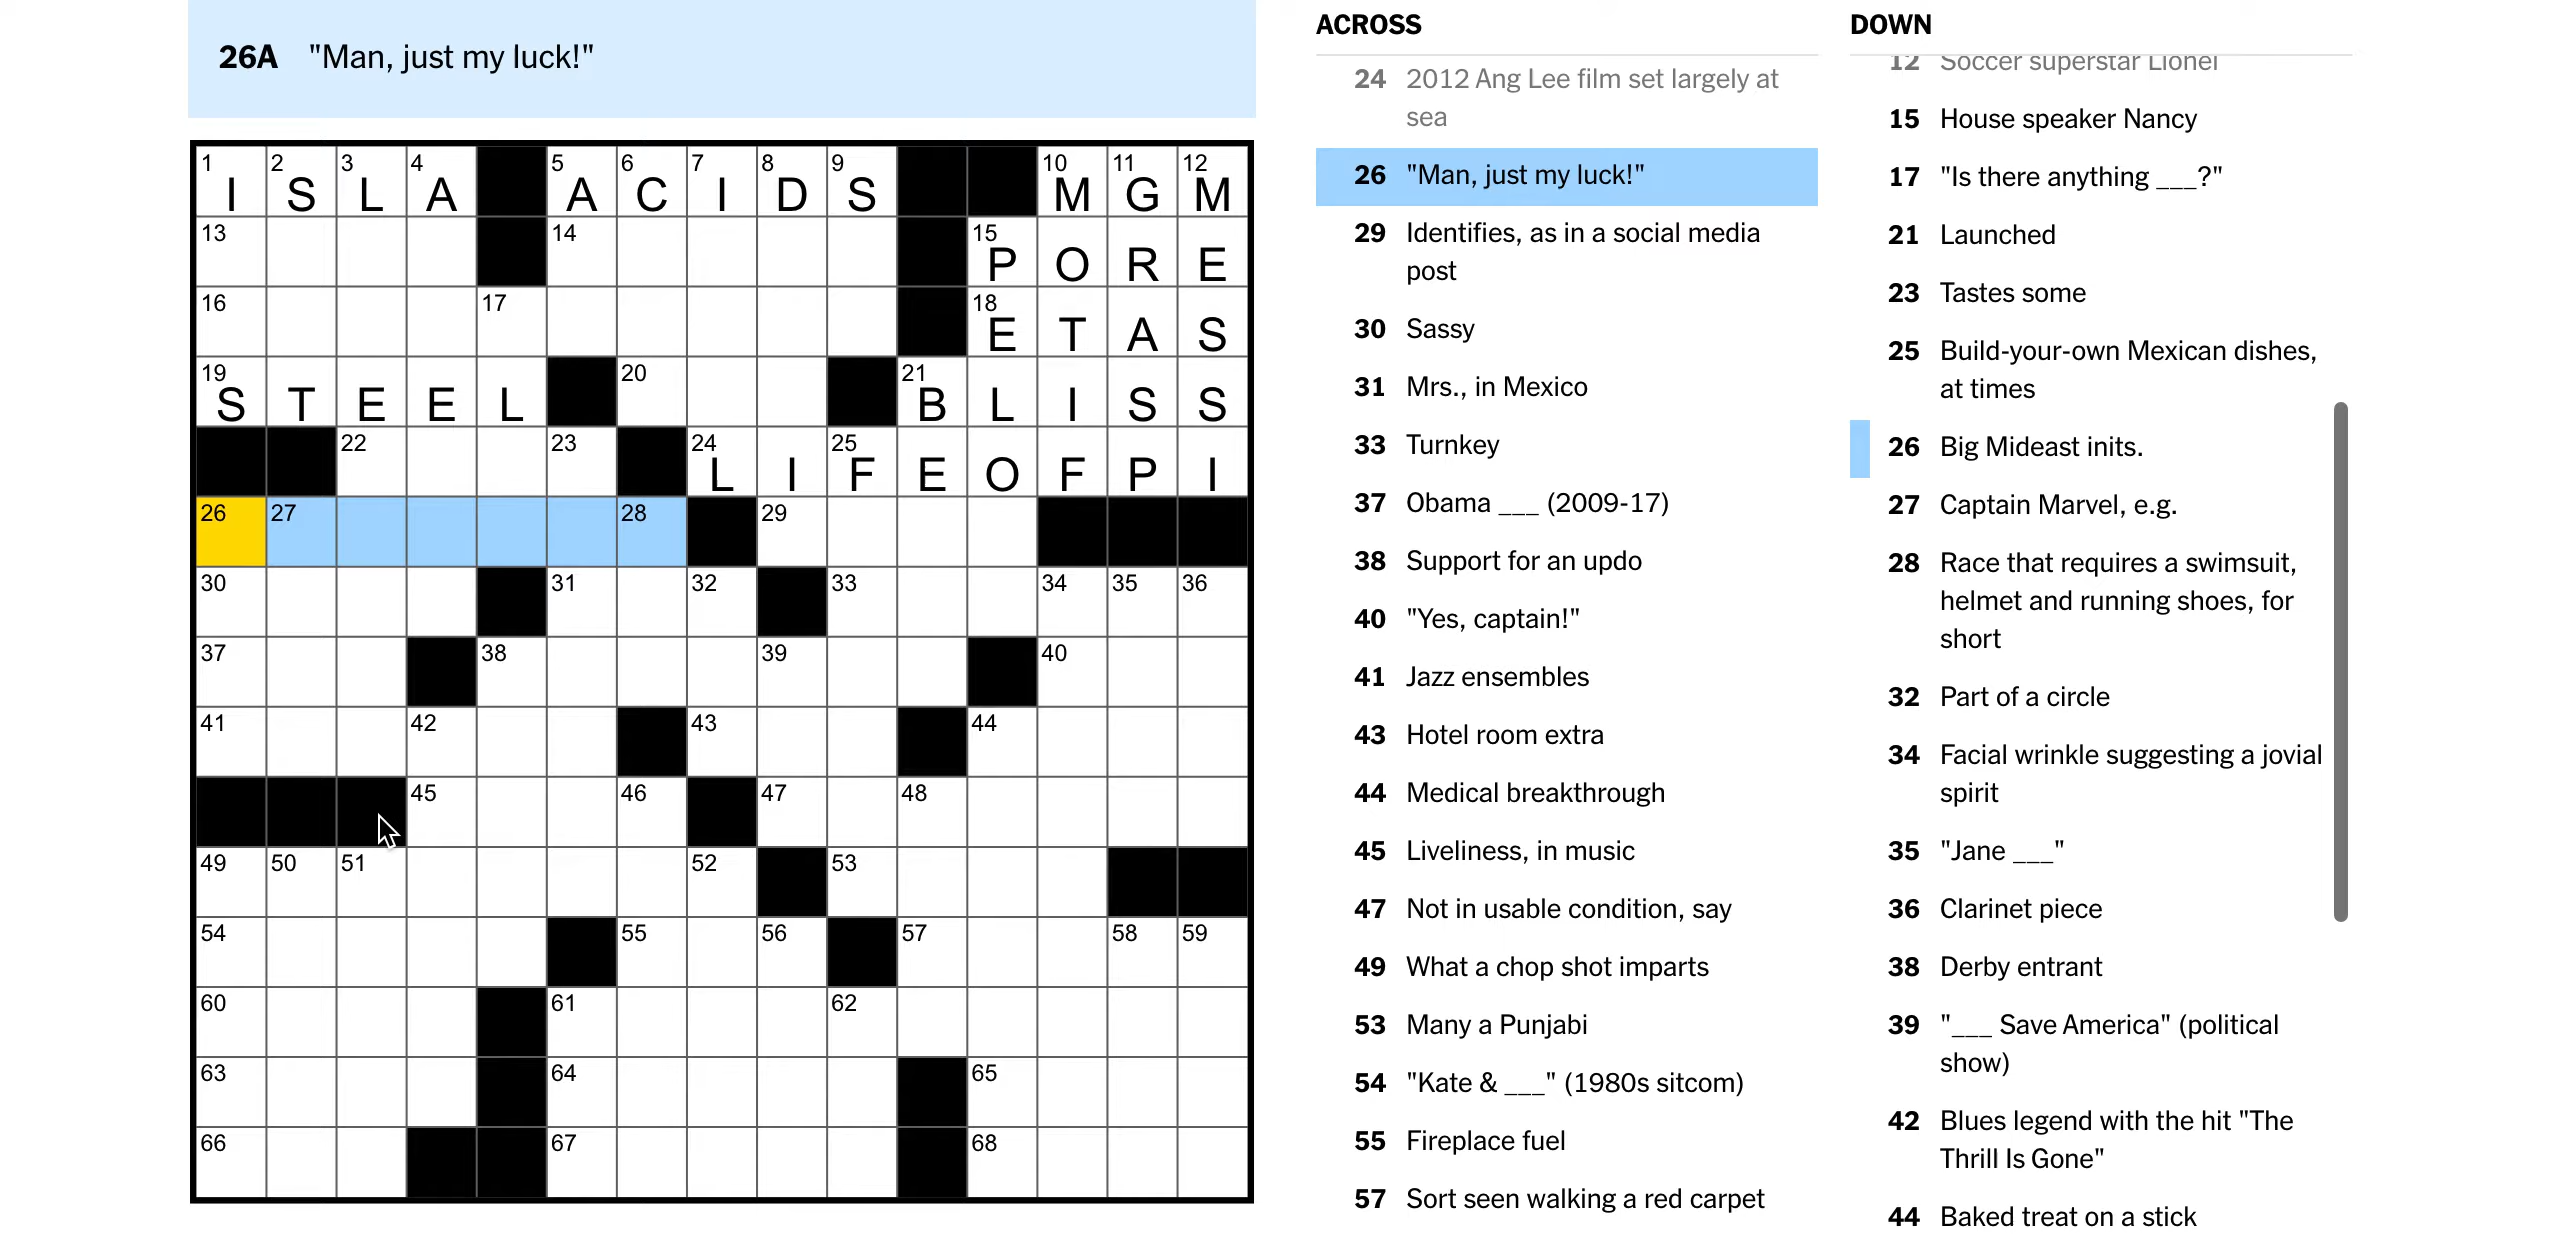 26A "Man, just my luck!"
1 2 3 4 5 6 7 8 9 10 11 12
I S L A A C I D S M G M
13 14 15
P O R E
16 17 18
E T A S
19 20 21
S T E E L B L I S S
22 23 24 25
L I F E O F P I
26 27 28 29
30 31 32 33 34 35 36
37 38 39 40
41 42 43 44
45 46 47 48
49 50 51 52 53
54 55 56 57 58 59
60 61 62
63 64 65
66 67 68
ACROSS
24 2012 Ang Lee film set largely at
sea
26 "Man, just my luck!"
29 Identifies, as in a social media
post
30 Sassy
31 Mrs., in Mexico
33 Turnkey
37 Obama ___ (2009-17)
38 Support for an updo
40 "Yes, captain!"
41 Jazz ensembles
43 Hotel room extra
44 Medical breakthrough
45 Liveliness, in music
47 Not in usable condition, say
49 What a chop shot imparts
53 Many a Punjabi
54 "Kate & ___" (1980s sitcom)
55 Fireplace fuel
57 Sort seen walking a red carpet
DOWN
12 Soccer superstar Lionel
15 House speaker Nancy
17 "Is there anything ___?"
21 Launched
23 Tastes some
25 Build-your-own Mexican dishes,
at times
26 Big Mideast inits.
27 Captain Marvel, e.g.
28 Race that requires a swimsuit,
helmet and running shoes, for
short
32 Part of a circle
34 Facial wrinkle suggesting a jovial
spirit
35 "Jane ___"
36 Clarinet piece
38 Derby entrant
39 "___ Save America" (political
show)
42 Blues legend with the hit "The
Thrill Is Gone"
44 Baked treat on a stick